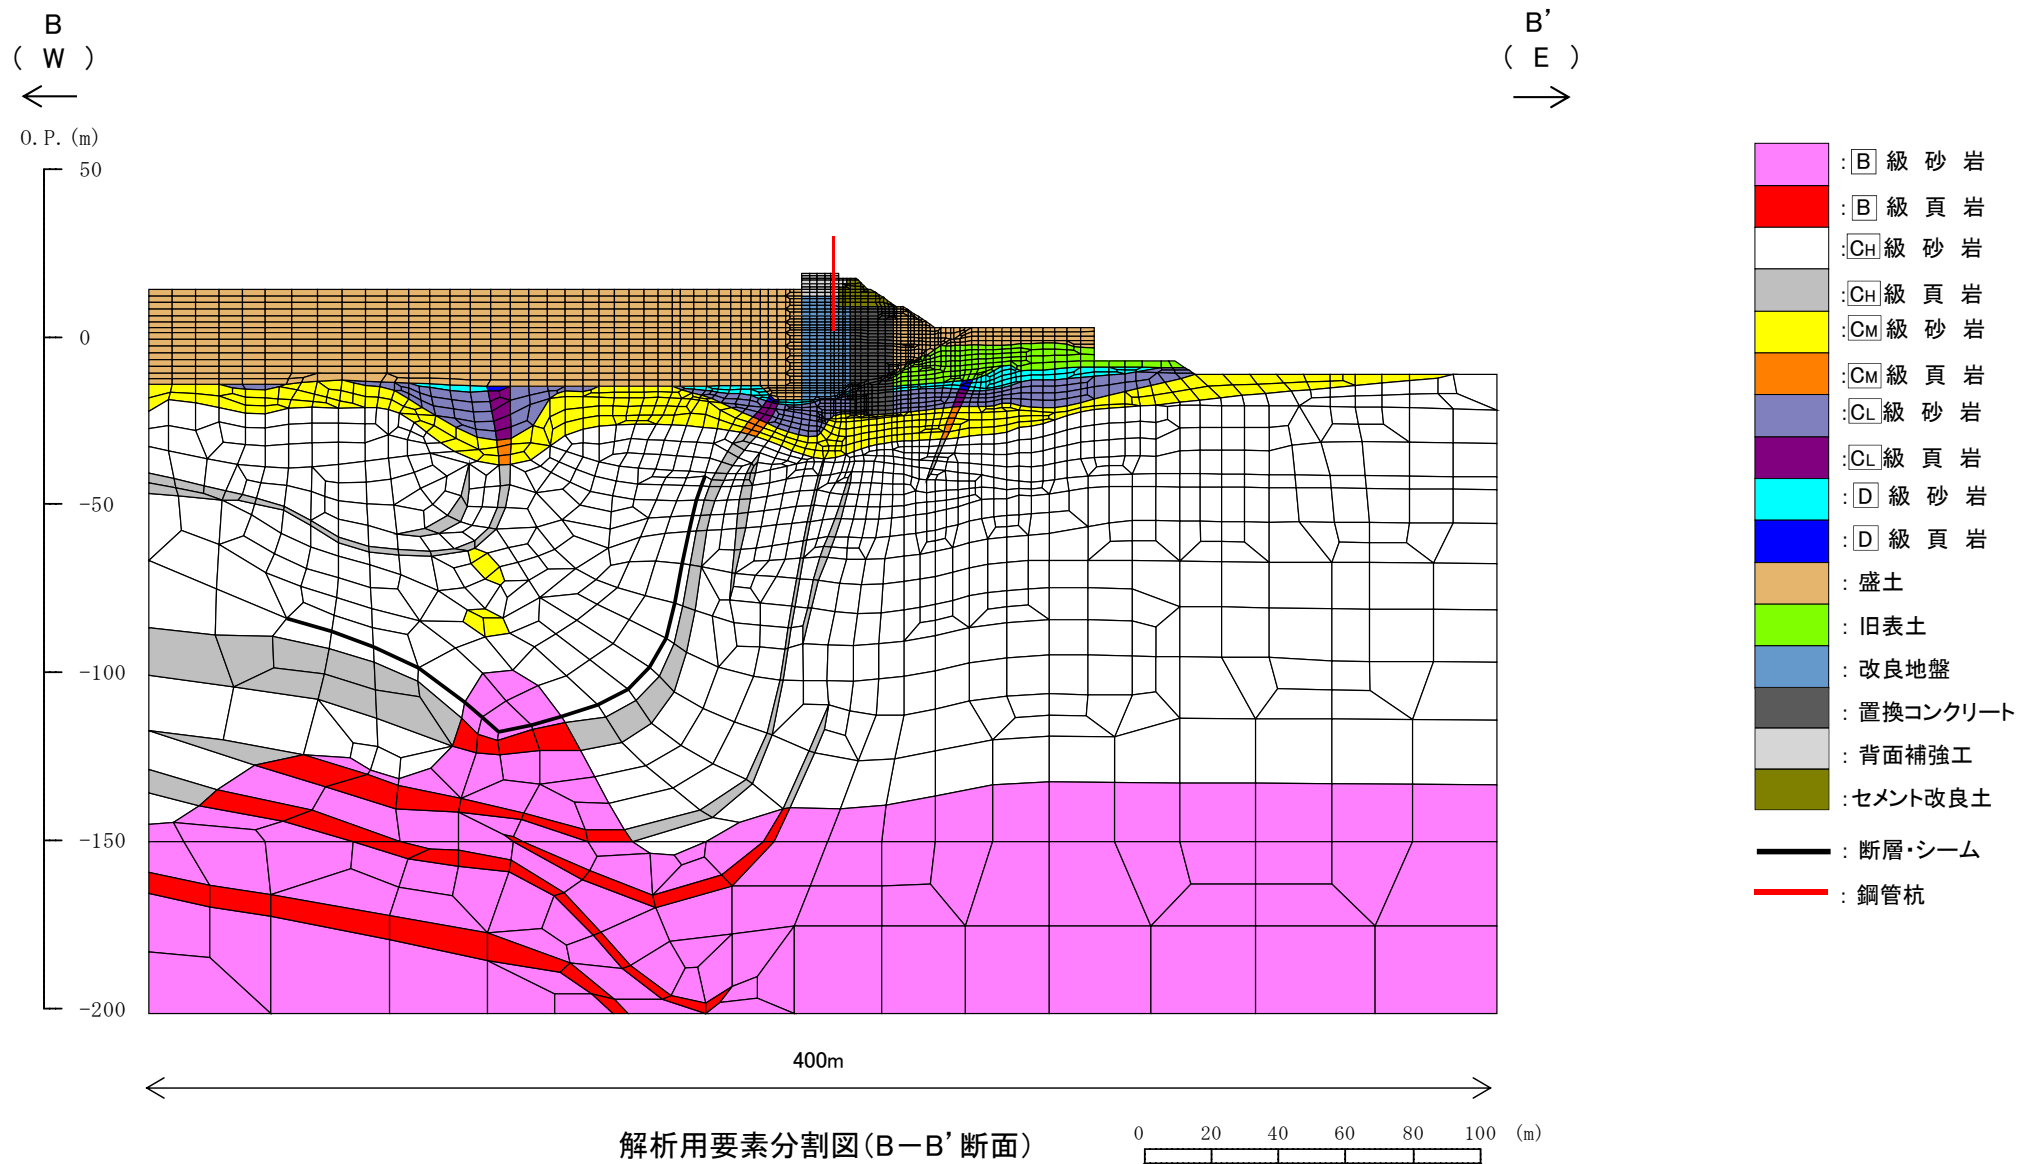 B
( W )
B'
( E )
O.P.(m)
50
0
-50
-100
-150
-200
:B 級 砂 岩
:B 級 頁 岩
:CH 級 砂 岩
:CH 級 頁 岩
:CM 級 砂 岩
:CM 級 頁 岩
:CL 級 砂 岩
:CL 級 頁 岩
:D 級 砂 岩
:D 級 頁 岩
: 盛土
: 旧表土
: 改良地盤
: 置換コンクリート
: 背面補強工
:セメント改良土
: 断層・シーム
: 鋼管杭
400m
解析用要素分割図(B-B'断面)
0 20 40 60 80 100 (m)